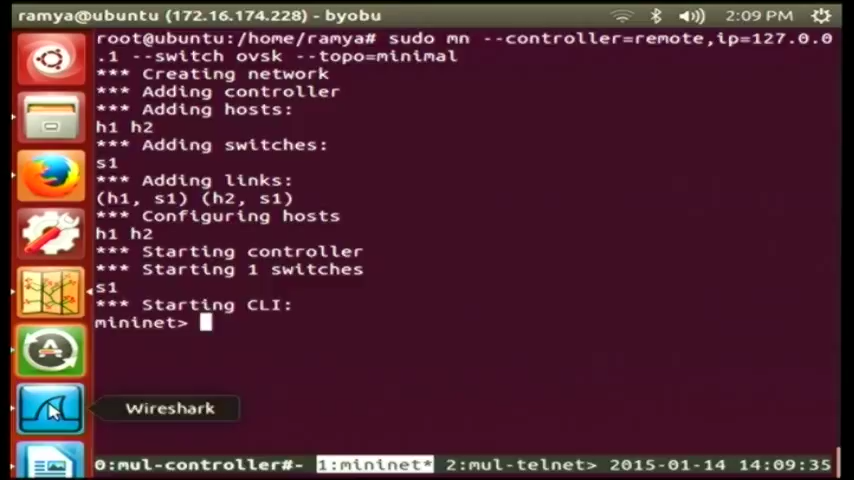 ramya@ubuntu (172.16.174.228) - byobu
2:09 PM
root@ubuntu:/home/ramya# sudo mn --controller=remote,ip=127.0.0
.1 --switch ovsk --topo=minimal
*** Creating network
*** Adding controller
*** Adding hosts:
h1 h2
*** Adding switches:
s1
*** Adding links:
(h1, s1) (h2, s1)
*** Configuring hosts
h1 h2
*** Starting controller
*** Starting 1 switches
s1
*** Starting CLI:
mininet>
Wireshark
0:mul-controller#- 1:mininet* 2:mul-telnet> 2015-01-14 14:09:35